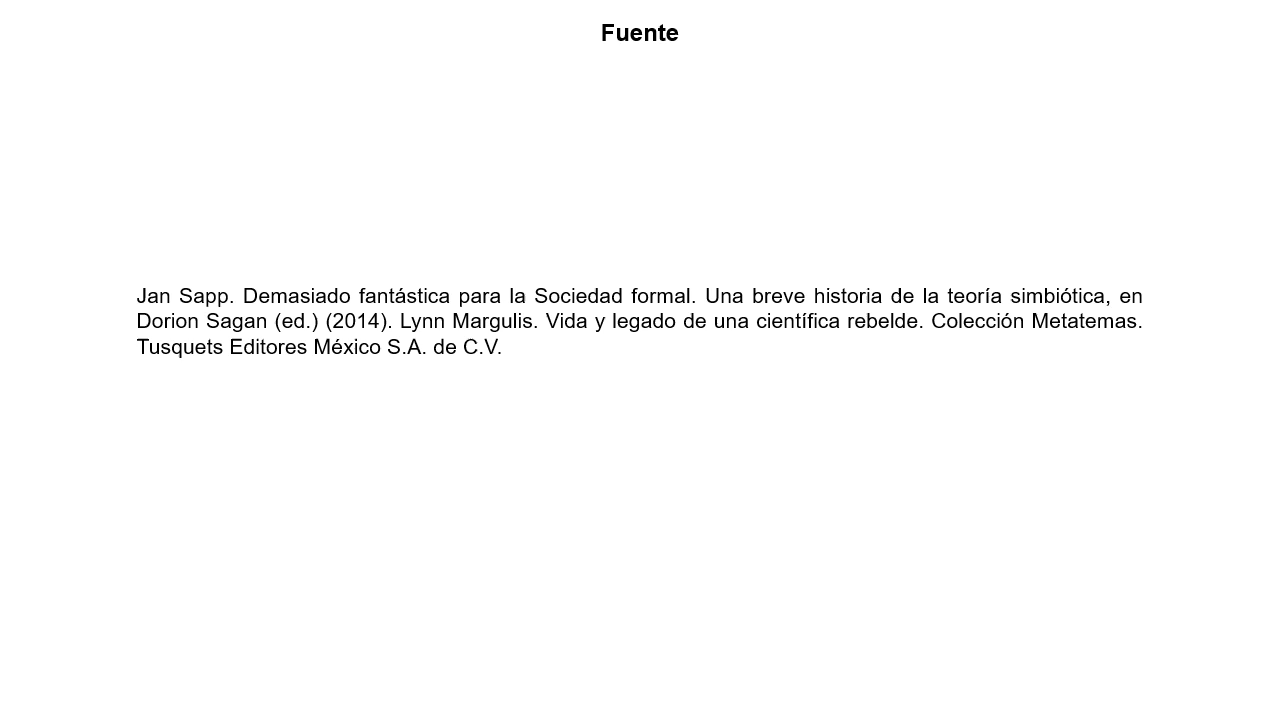 Fuente
Jan Sapp. Demasiado fantástica para la Sociedad formal. Una breve historia de la teoría simbiótica, en
Dorion Sagan (ed.) (2014). Lynn Margulis. Vida y legado de una científica rebelde. Colección Metatemas.
Tusquets Editores México S.A. de C.V.